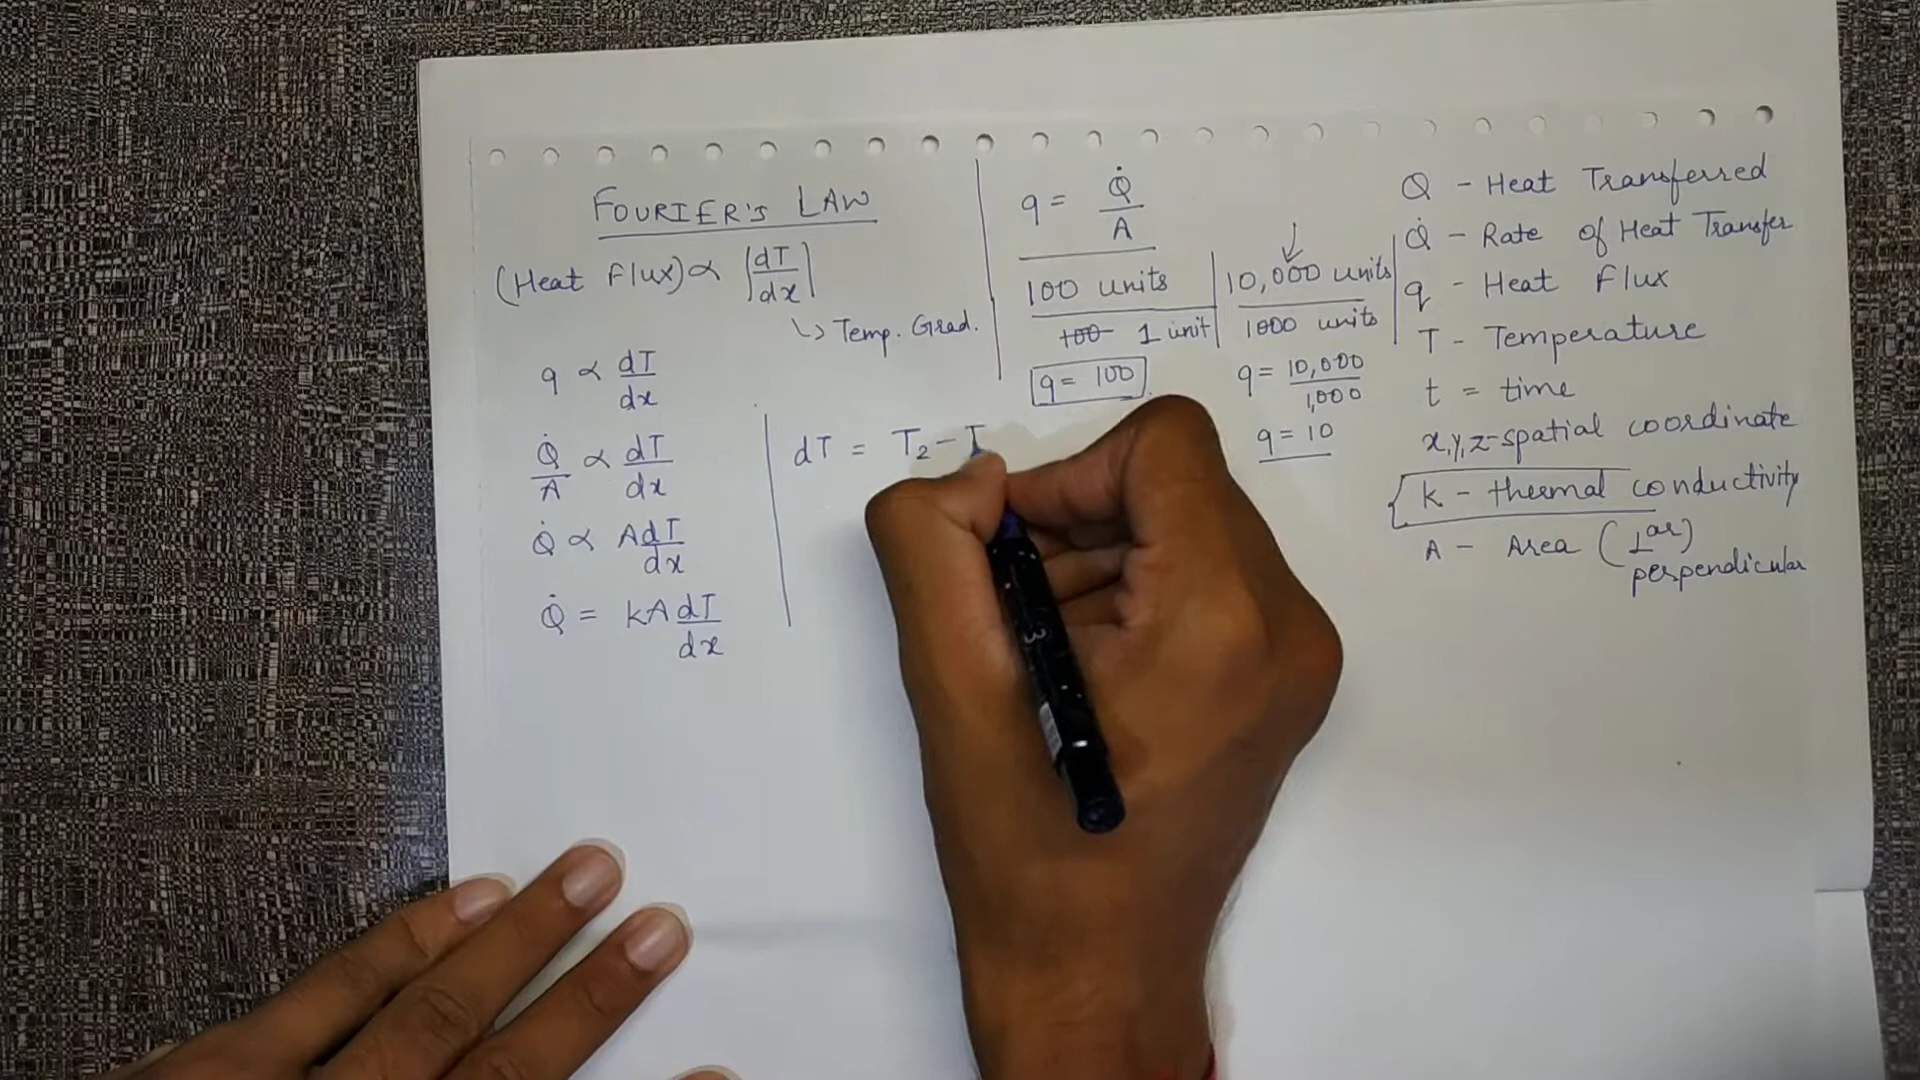 FOURIER'S LAW
(Heat Flux) ∝ |dT/dx|
↳ Temp. Grad.
q ∝ dT/dx
Q̇/A ∝ dT/dx
Q̇ ∝ A dT/dx
Q̇ = kA dT/dx
q = Q̇/A
100 units
100 1 unit
q = 100
10,000 units
1000 units
q = 10,000/1,000
q = 10
dT = T₂ - T
Q - Heat Transferred
Q̇ - Rate of Heat Transfer
q - Heat Flux
T - Temperature
t = time
x,y,z-spatial coordinate
K - thermal conductivity
A - Area (⊥ar)
perpendicular
3